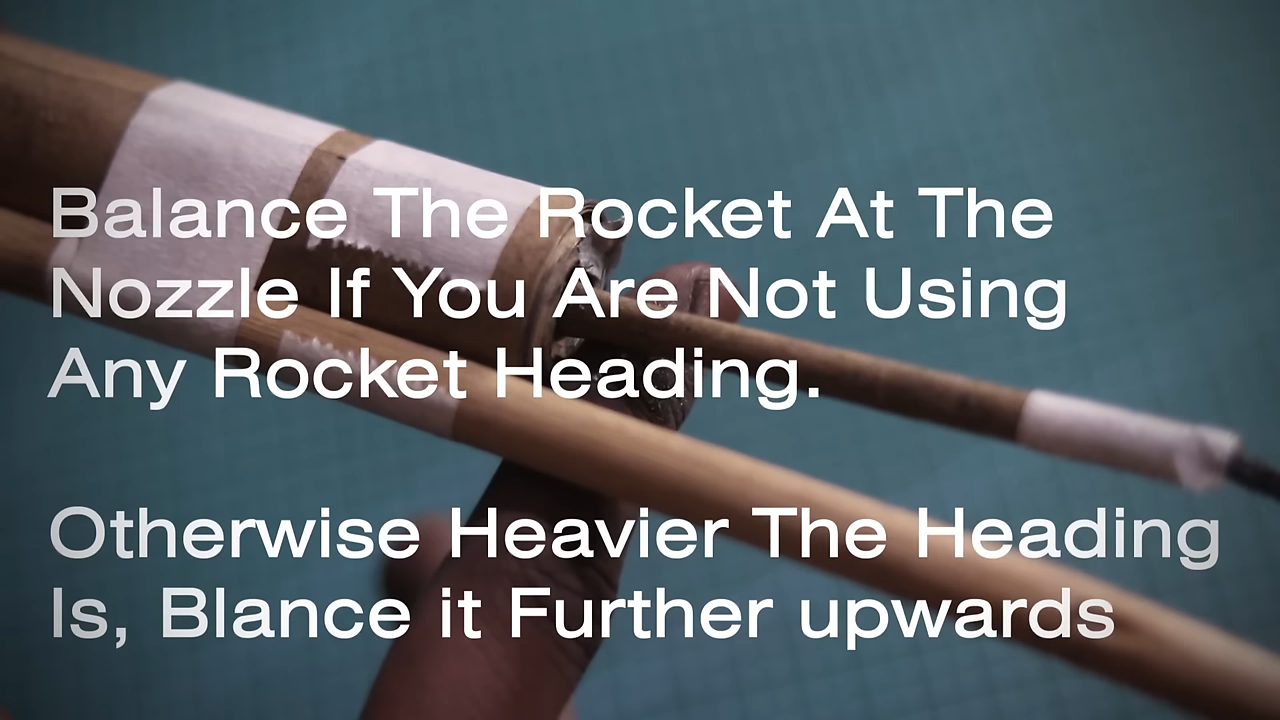 Balance The Rocket At The
Nozzle If You Are Not Using
Any Rocket Heading.
Otherwise Heavier The Heading
Is, Blance it Further upwards